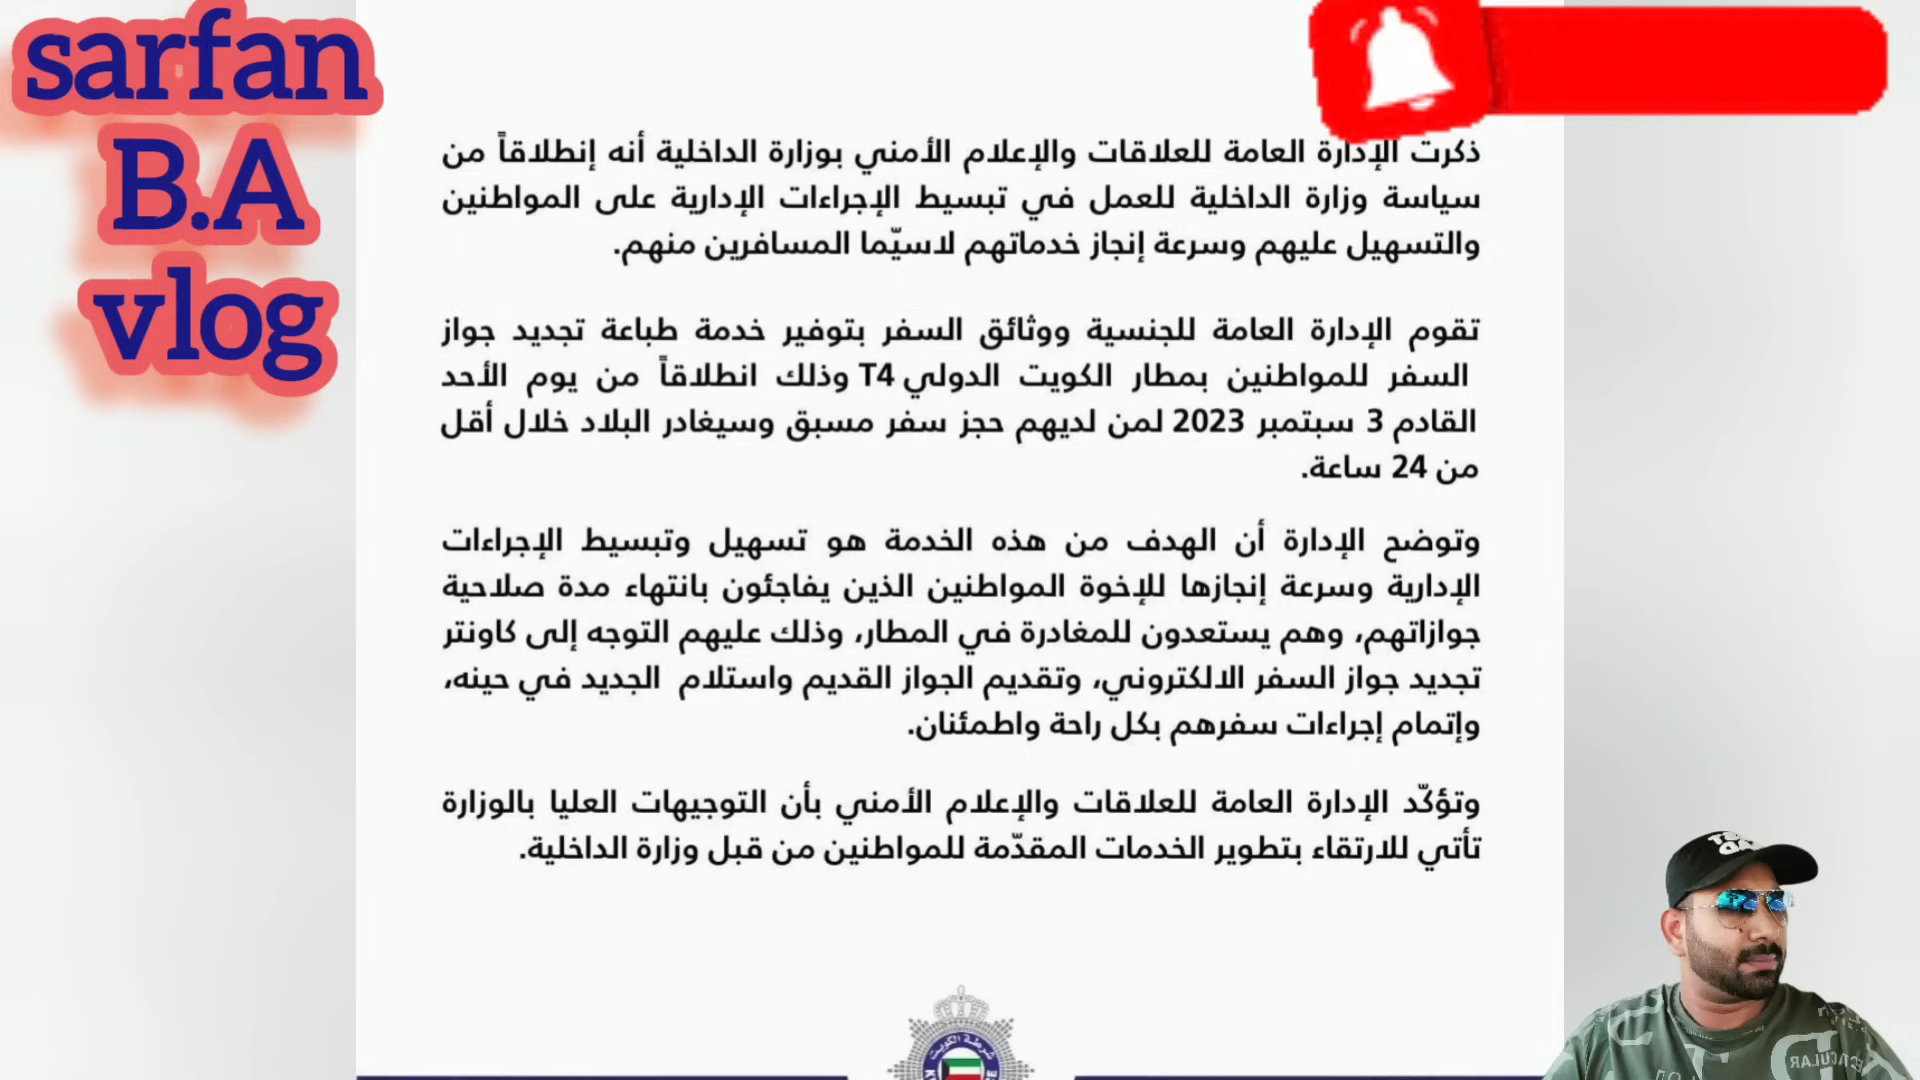 sarfan
B.A
vlog
ذكرت الإدارة العامة للعلاقات والإعلام الأمني بوزارة الداخلية أنه إنطلاقاً من
سياسة وزارة الداخلية للعمل في تبسيط الإجراءات الإدارية على المواطنين
والتسهيل عليهم وسرعة إنجاز خدماتهم لاسيّما المسافرين منهم.
تقوم الإدارة العامة للجنسية ووثائق السفر بتوفير خدمة طباعة تجديد جواز
السفر للمواطنين بمطار الكويت الدولي T4 وذلك انطلاقاً من يوم الأحد
القادم 3 سبتمبر 2023 لمن لديهم حجز سفر مسبق وسيغادر البلاد خلال أقل
من 24 ساعة.
وتوضح الإدارة أن الهدف من هذه الخدمة هو تسهيل وتبسيط الإجراءات
الإدارية وسرعة إنجازها للإخوة المواطنين الذين يفاجئون بانتهاء مدة صلاحية
جوازاتهم، وهم يستعدون للمغادرة في المطار، وذلك عليهم التوجه إلى كاونتر
تجديد جواز السفر الالكتروني، وتقديم الجواز القديم واستلام الجديد في حينه،
وإتمام إجراءات سفرهم بكل راحة واطمئنان.
وتؤكّد الإدارة العامة للعلاقات والإعلام الأمني بأن التوجيهات العليا بالوزارة
تأتي للارتقاء بتطوير الخدمات المقدّمة للمواطنين من قبل وزارة الداخلية.
شرطة الكويت